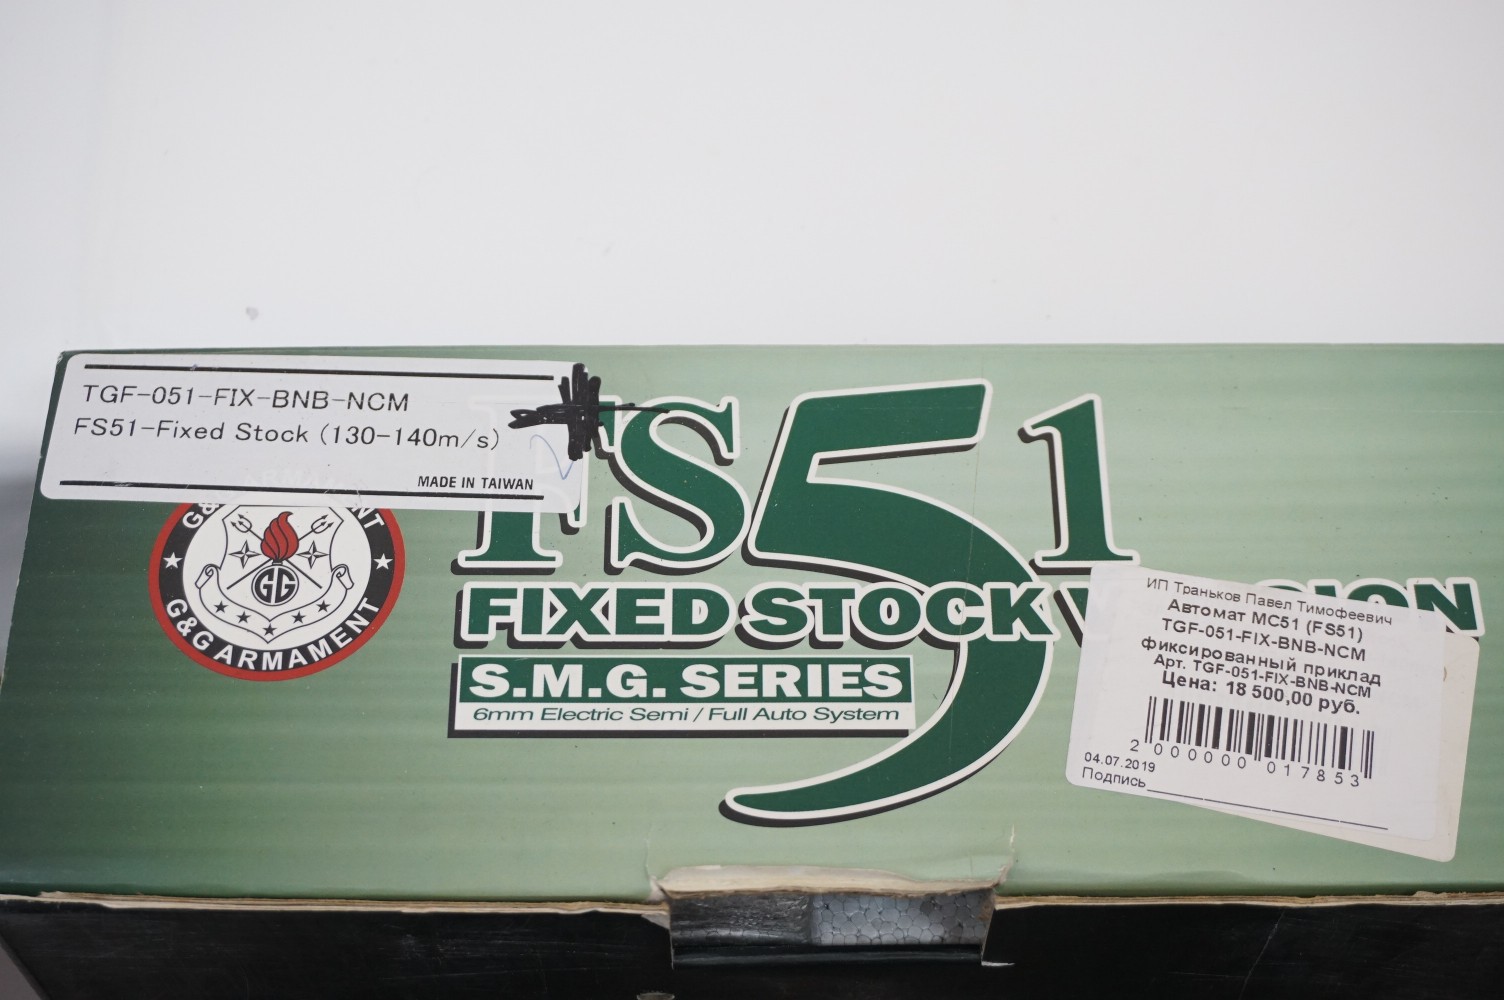 TGF-051-FIX-BNB-NCM
FS51-Fixed Stock (130-140m/s)
MADE IN TAIWAN
G&G ARMAMENT
GG
FS51
FIXED STOCK
S.M.G. SERIES
6mm Electric Semi / Full Auto System
ИП Траньков Павел Тимофеевич
Автомат МС51 (FS51)
TGF-051-FIX-BNB-NCM
фиксированный приклад
Арт. TGF-051-FIX-BNB-NCM
Цена: 18 500,00 руб.
2 000000 017853
04.07.2019
Подпись